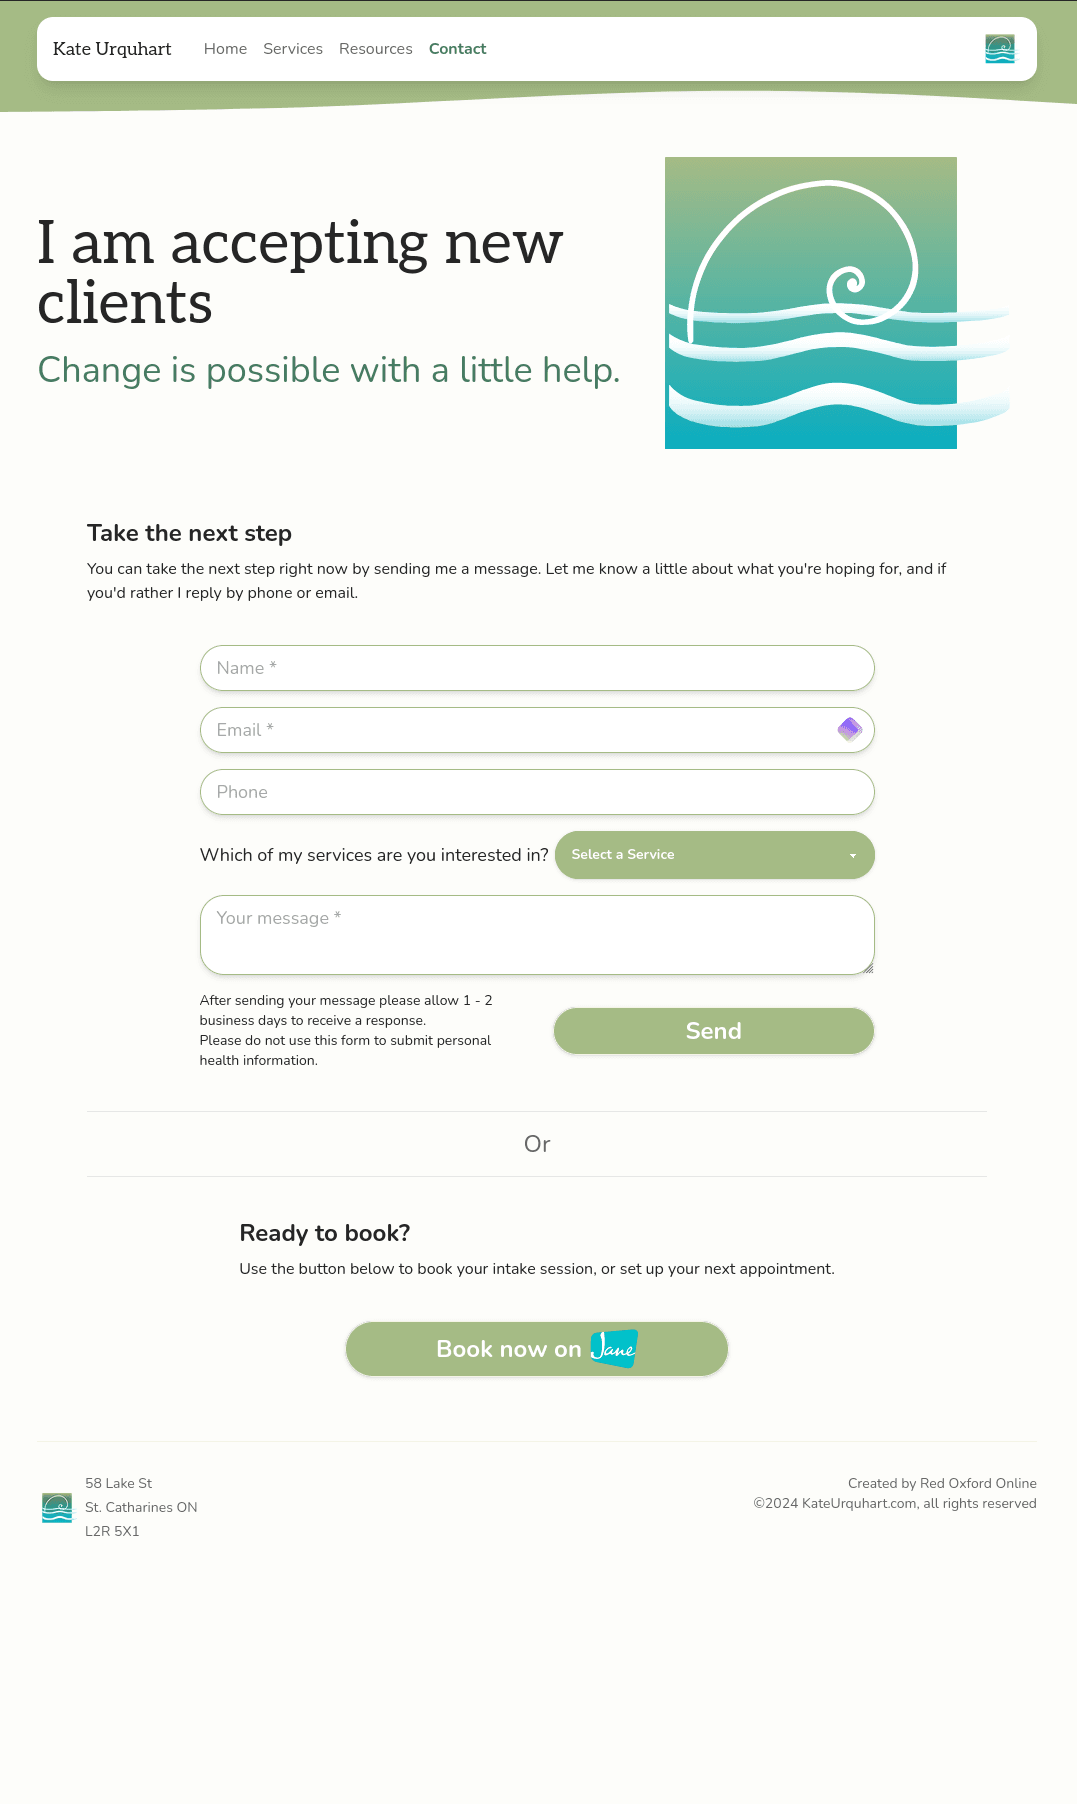 Kate Urquhart Home Services Resources Contact
I am accepting new
clients
Change is possible with a little help.
Take the next step
You can take the next step right now by sending me a message. Let me know a little about what you're hoping for, and if
you'd rather I reply by phone or email.
Name *
Email *
Phone
Which of my services are you interested in? Select a Service
Your message *
After sending your message please allow 1 - 2
business days to receive a response.
Please do not use this form to submit personal
health information.
Send
Or
Ready to book?
Use the button below to book your intake session, or set up your next appointment.
Book now on Jane
58 Lake St
St. Catharines ON
L2R 5X1
Created by Red Oxford Online
©2024 KateUrquhart.com, all rights reserved